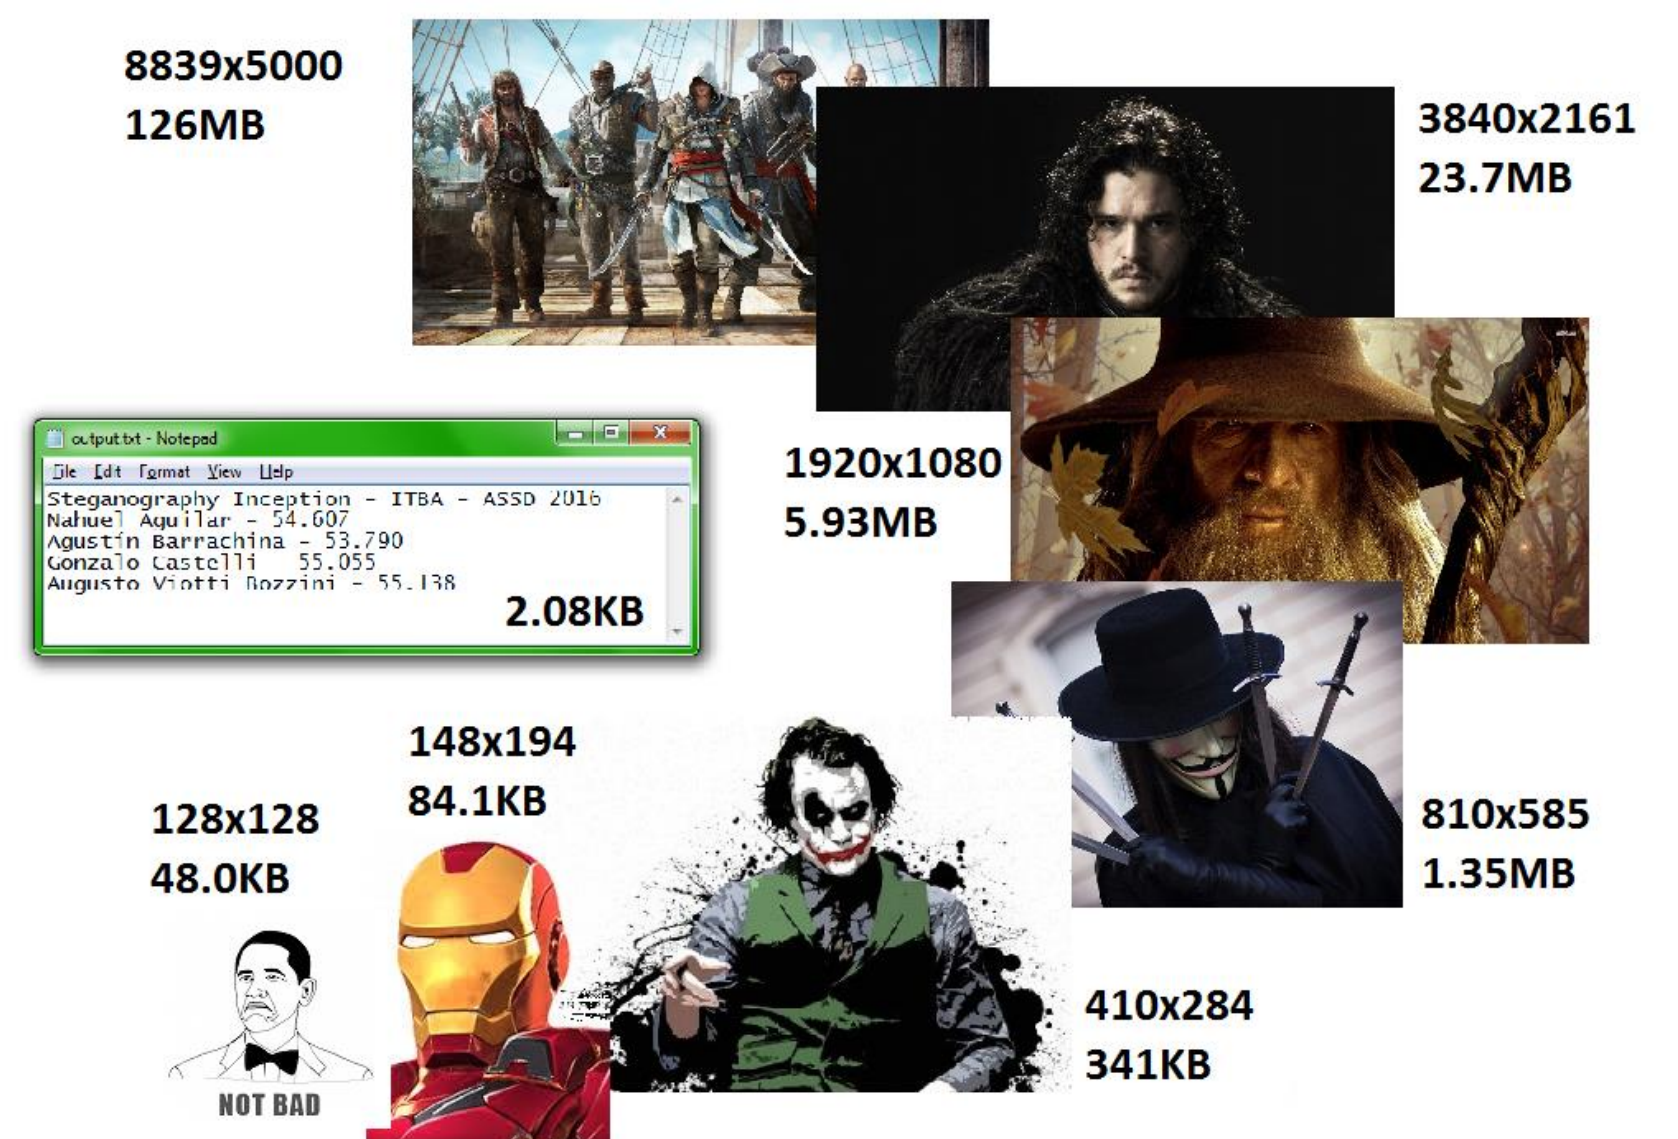 8839x5000
126MB
3840x2161
23.7MB
output.txt - Notepad
File Edit Format View Help
Steganography Inception - ITBA - ASSD 2016
Nahuel Aguilar - 54.607
Agustín Barrachina - 53.790
Gonzalo Castelli - 55.055
Augusto Viotti Bozzini - 55.138
2.08KB
1920x1080
5.93MB
148x194
84.1KB
128x128
48.0KB
810x585
1.35MB
410x284
341KB
NOT BAD